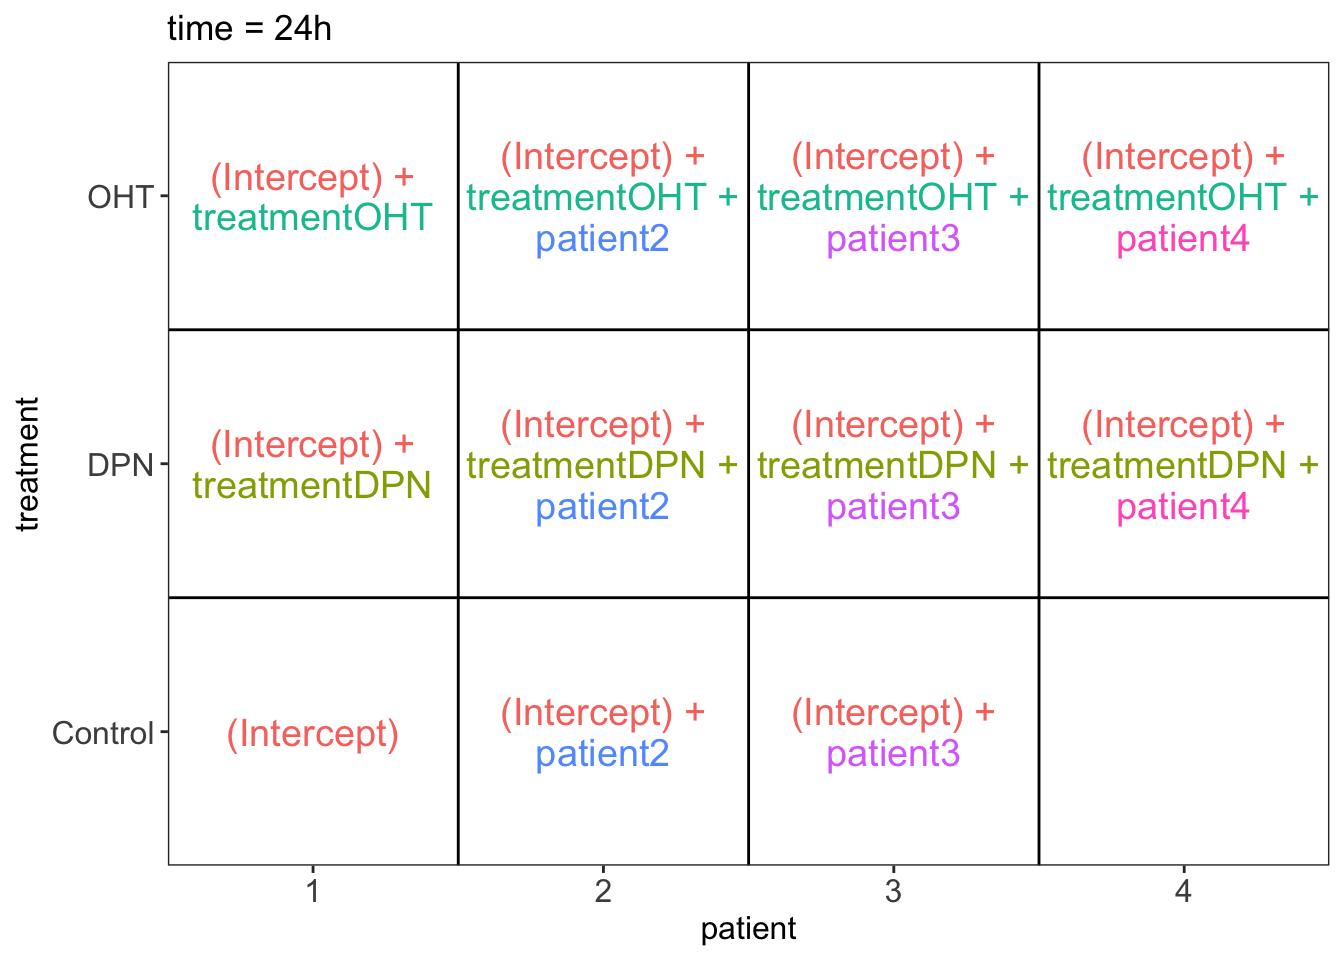 time = 24h
treatment
OHT
(Intercept) +
treatmentOHT
(Intercept) +
treatmentOHT +
patient2
(Intercept) +
treatmentOHT +
patient3
(Intercept) +
treatmentOHT +
patient4
DPN
(Intercept) +
treatmentDPN
(Intercept) +
treatmentDPN +
patient2
(Intercept) +
treatmentDPN +
patient3
(Intercept) +
treatmentDPN +
patient4
Control
(Intercept)
(Intercept) +
patient2
(Intercept) +
patient3
1
2
3
4
patient